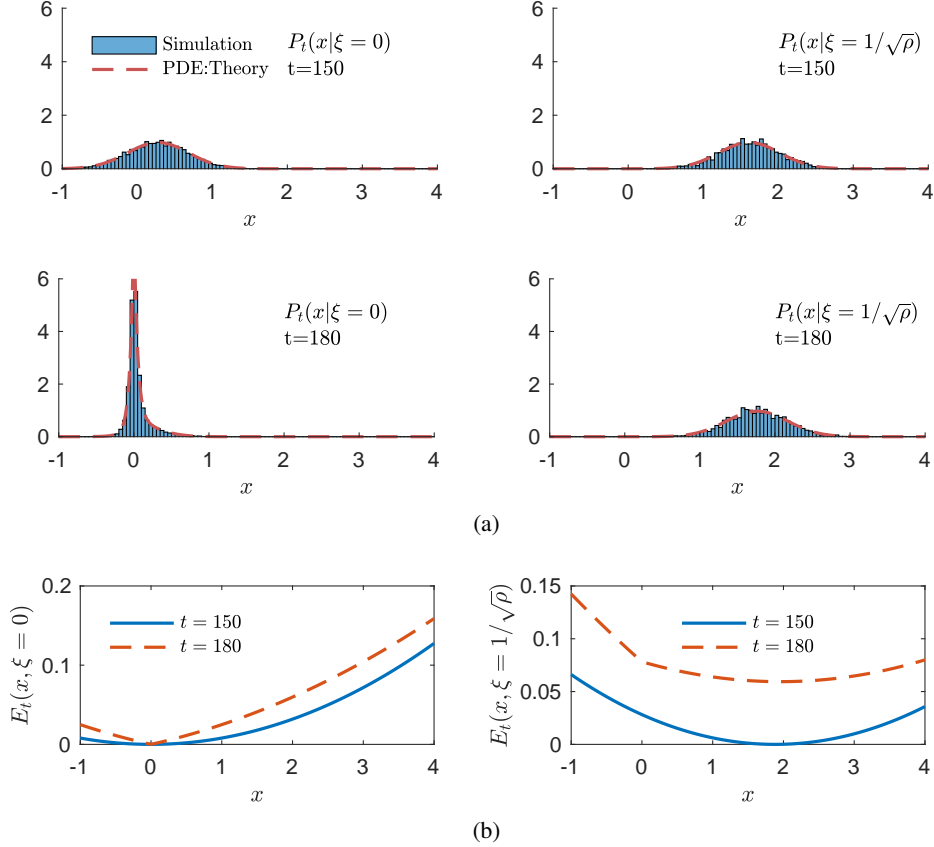 6
4
2
0
Simulation
PDE:Theory
P_t(x|ξ = 0)
t=150
-1 0 1 2 3 4
x
6
4
2
0
P_t(x|ξ = 1/√ρ)
t=150
-1 0 1 2 3 4
x
6
4
2
0
P_t(x|ξ = 0)
t=180
-1 0 1 2 3 4
x
6
4
2
0
P_t(x|ξ = 1/√ρ)
t=180
-1 0 1 2 3 4
x
(a)
E_t(x, ξ = 0)
0.2
0.1
0
t = 150
t = 180
-1 0 1 2 3 4
x
E_t(x, ξ = 1/√ρ)
0.15
0.1
0.05
0
t = 150
t = 180
-1 0 1 2 3 4
x
(b)